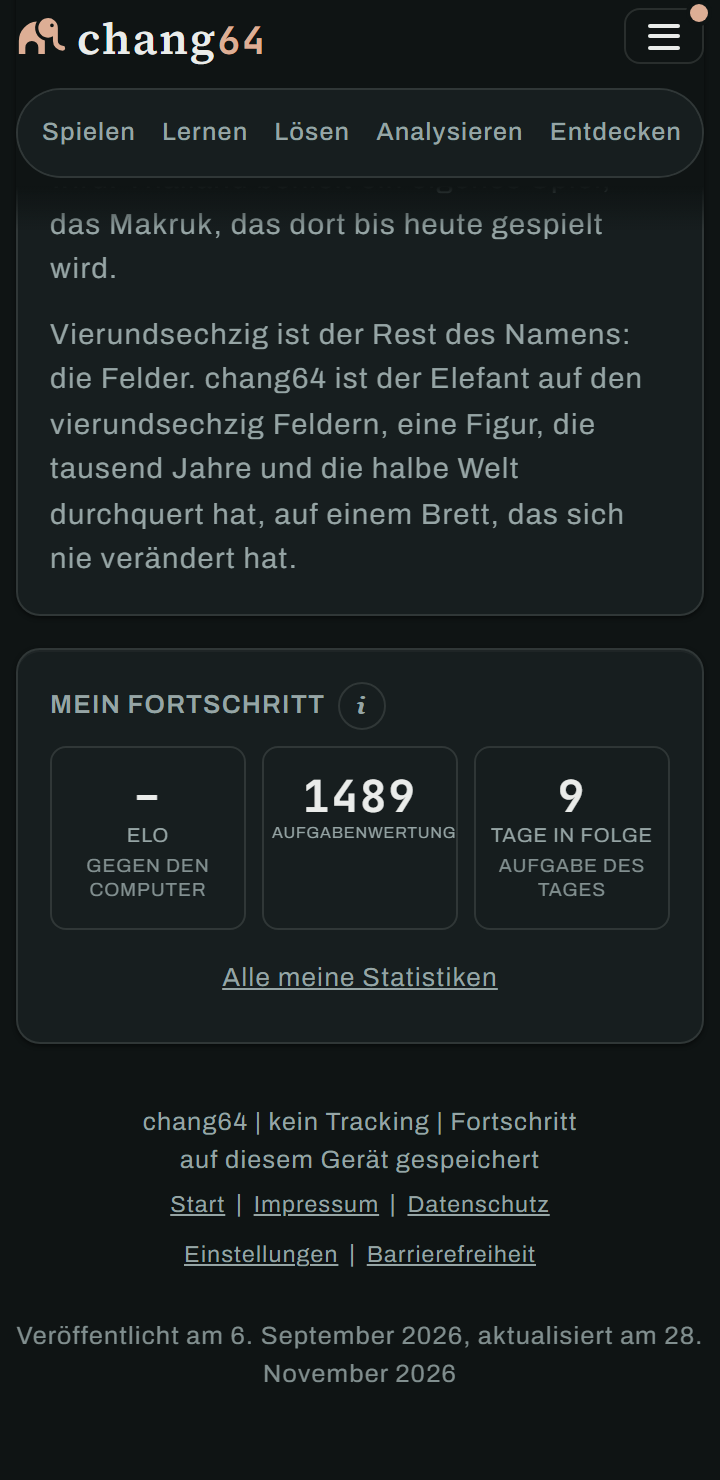 chang64
Spielen Lernen Lösen Analysieren Entdecken
das Makruk, das dort bis heute gespielt
wird.
Vierundsechzig ist der Rest des Namens:
die Felder. chang64 ist der Elefant auf den
vierundsechzig Feldern, eine Figur, die
tausend Jahre und die halbe Welt
durchquert hat, auf einem Brett, das sich
nie verändert hat.
MEIN FORTSCHRITT i
–
ELO
GEGEN DEN
COMPUTER
1489
AUFGABENWERTUNG
9
TAGE IN FOLGE
AUFGABE DES
TAGES
Alle meine Statistiken
chang64 | kein Tracking | Fortschritt
auf diesem Gerät gespeichert
Start | Impressum | Datenschutz
Einstellungen | Barrierefreiheit
Veröffentlicht am 6. September 2026, aktualisiert am 28.
November 2026